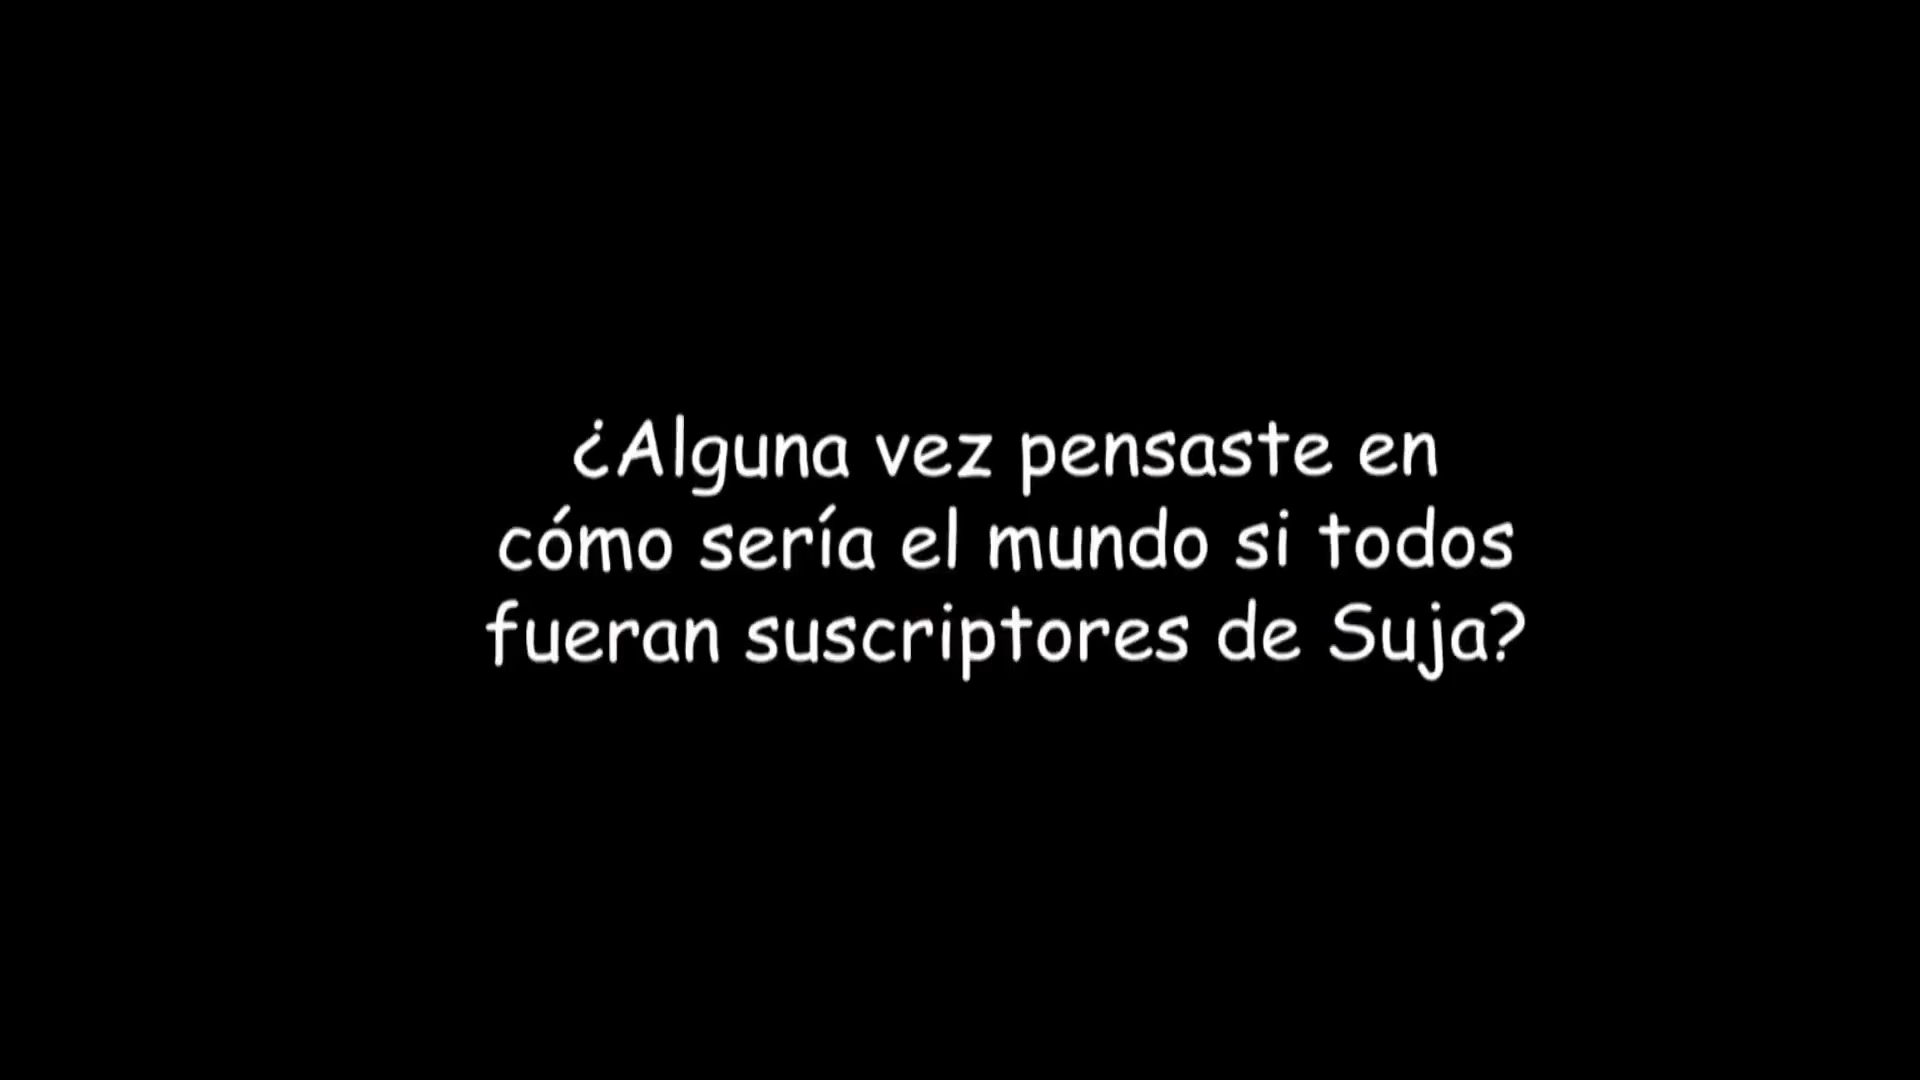 ¿Alguna vez pensaste en
cómo sería el mundo si todos
fueran suscriptores de Suja?